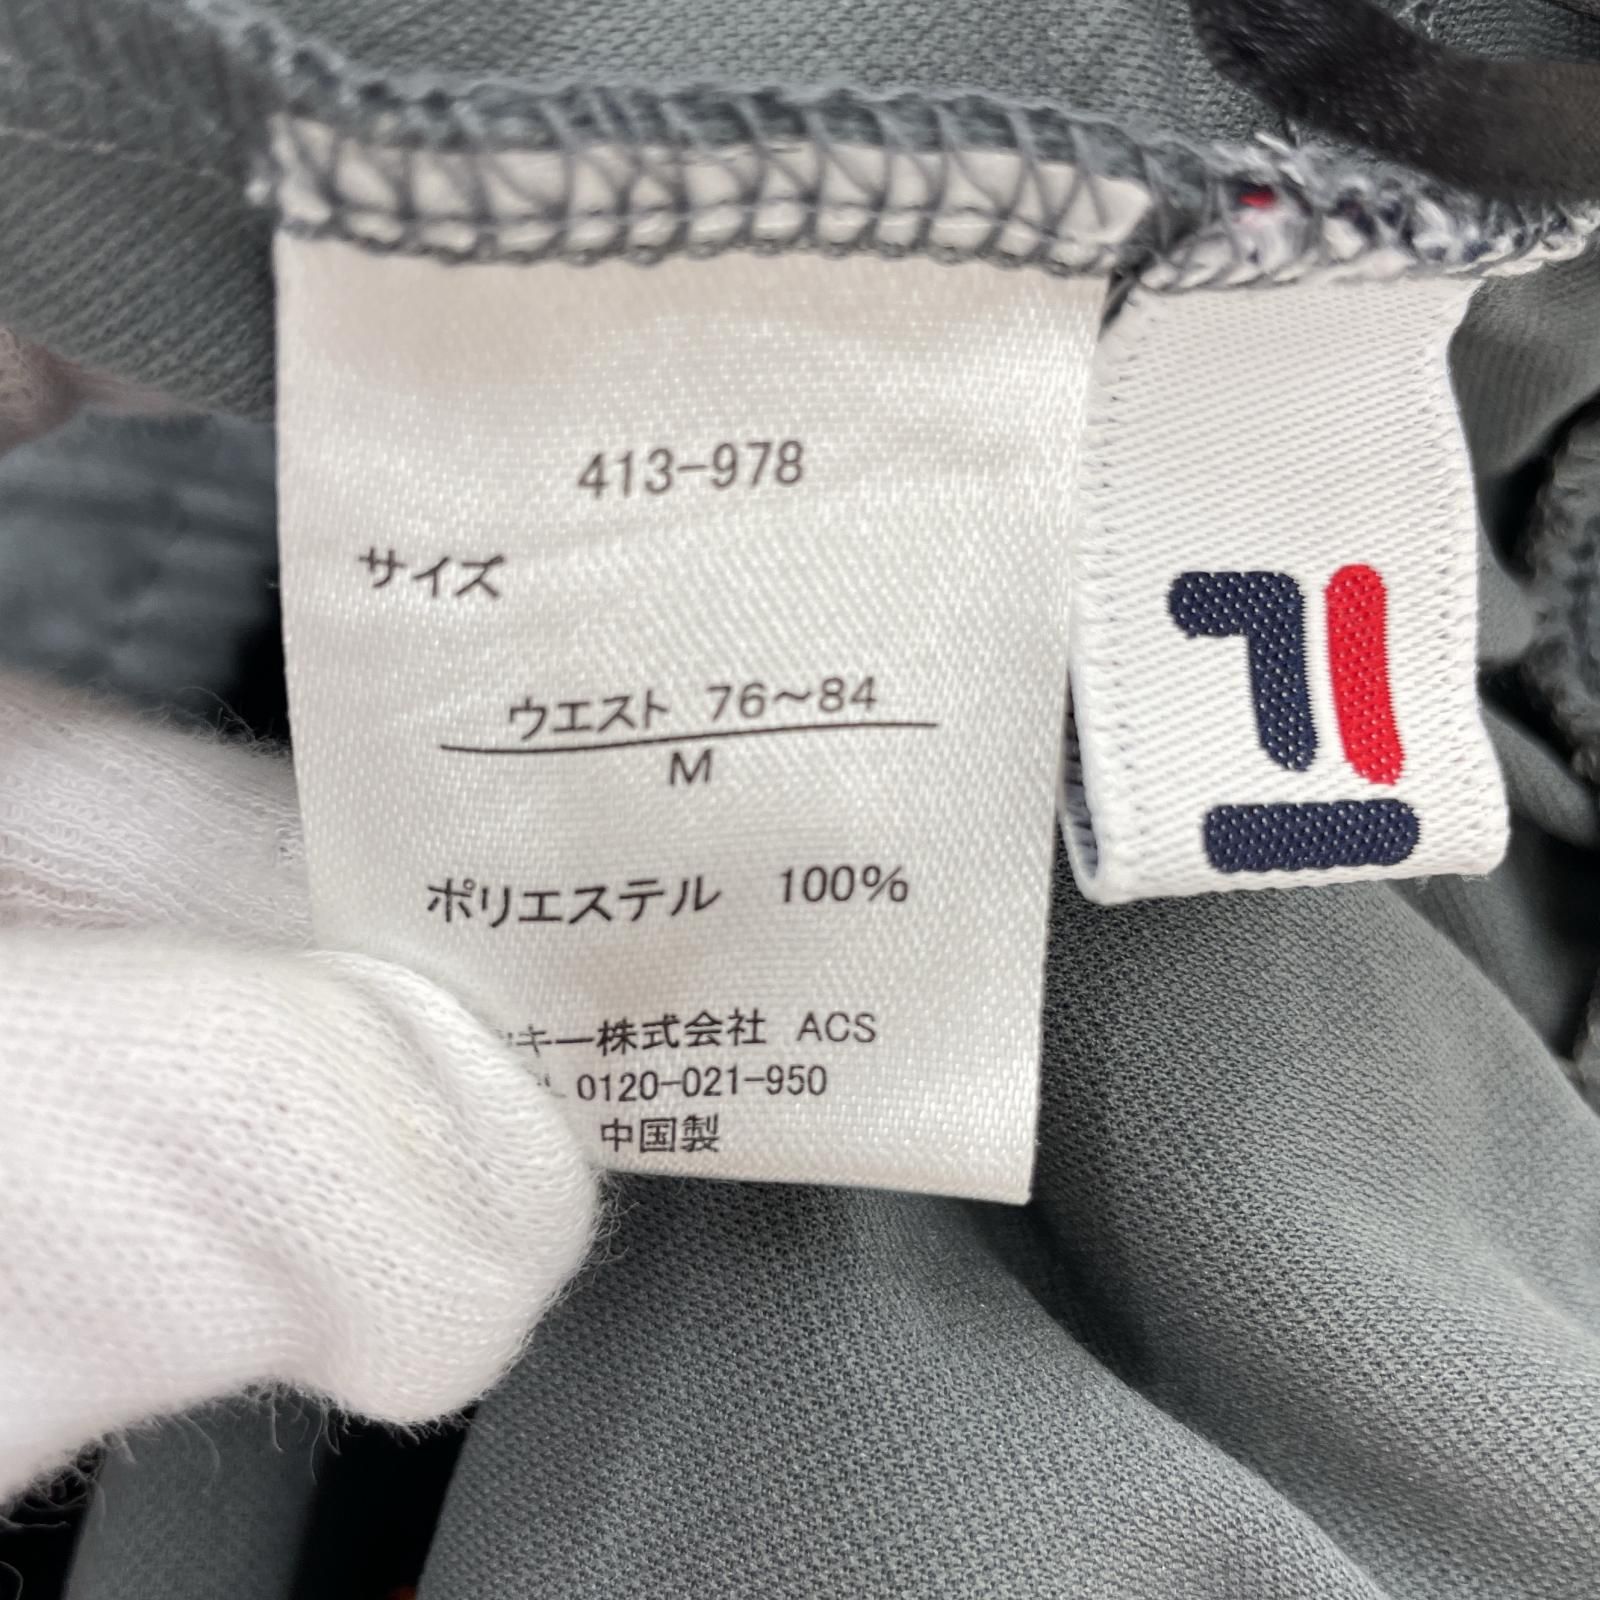 413-978
サイズ
ウエスト 76～84
M
ポリエステル 100%
キー株式会社 ACS
0120-021-950
中国製